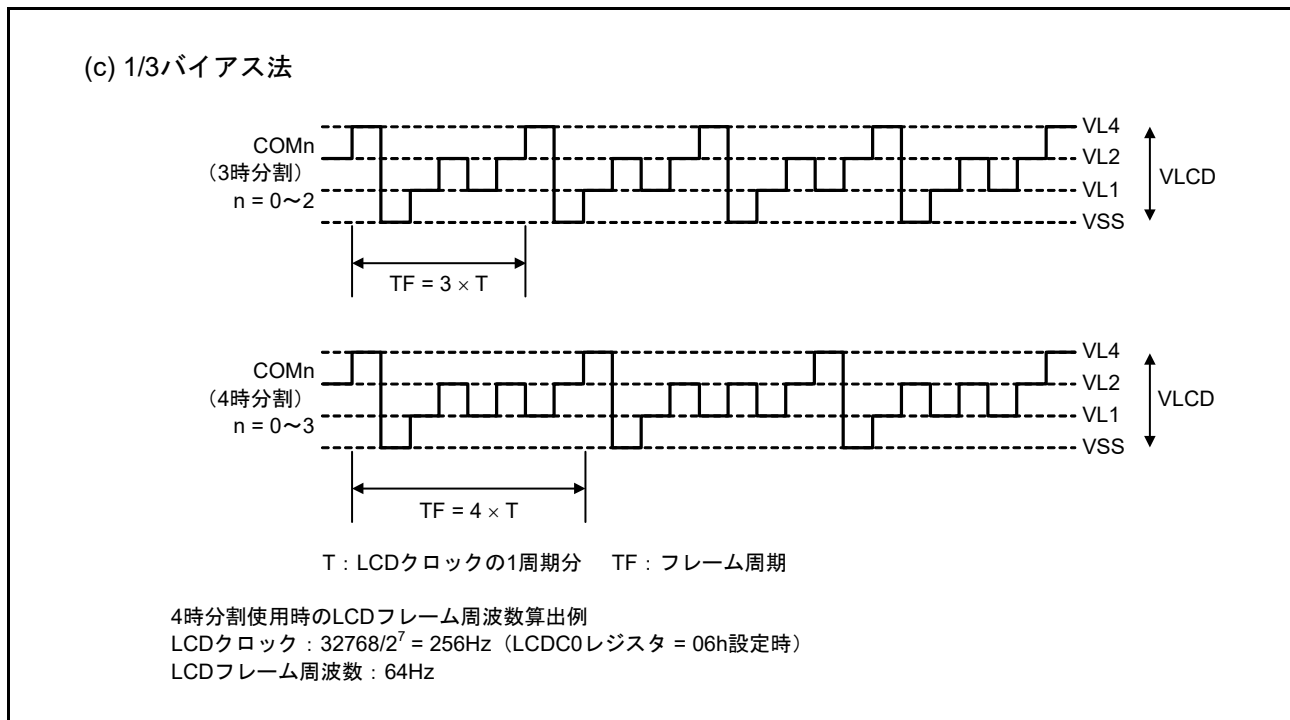 (c) 1/3バイアス法
COMn
（3時分割）
n = 0～2
VL4
VL2
VL1
VSS
VLCD
TF = 3 × T
COMn
（4時分割）
n = 0～3
VL4
VL2
VL1
VSS
VLCD
TF = 4 × T
T：LCDクロックの1周期分　TF：フレーム周期
4時分割使用時のLCDフレーム周波数算出例
LCDクロック：32768/2⁷ = 256Hz（LCDC0レジスタ = 06h設定時）
LCDフレーム周波数：64Hz